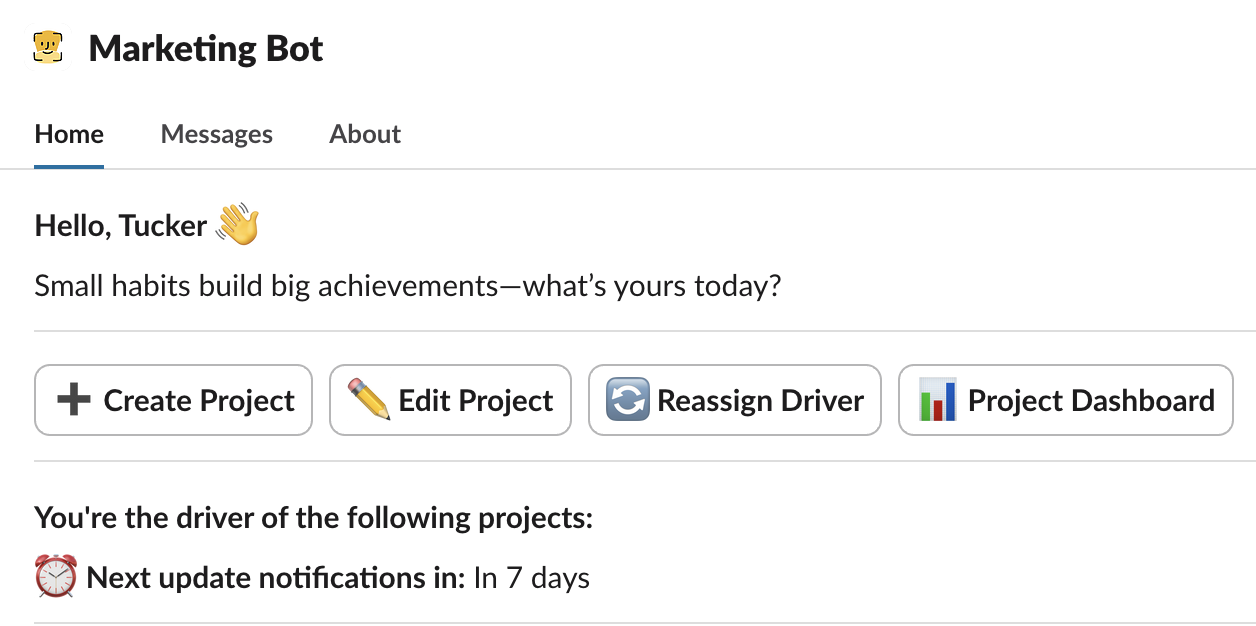 Marketing Bot
Home Messages About
Hello, Tucker 👋
Small habits build big achievements—what’s yours today?
➕ Create Project ✏️ Edit Project 🔄 Reassign Driver 📊 Project Dashboard
You're the driver of the following projects:
⏰ Next update notifications in: In 7 days